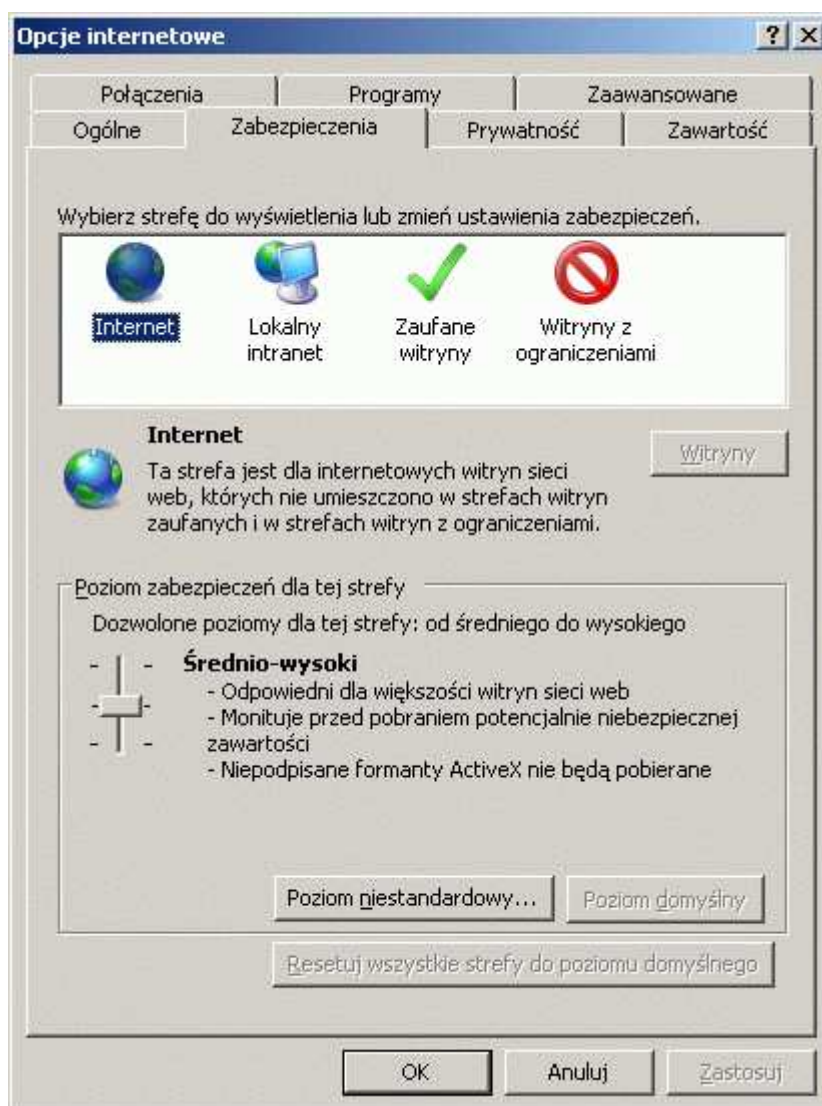 Opcje internetowe
Połączenia Programy Zaawansowane
Ogólne Zabezpieczenia Prywatność Zawartość
Wybierz strefę do wyświetlenia lub zmień ustawienia zabezpieczeń.
Internet Lokalny Zaufane Witryny z
intranet witryny ograniczeniami
Internet
Witryny
Ta strefa jest dla internetowych witryn sieci
web, których nie umieszczono w strefach witryn
zaufanych i w strefach witryn z ograniczeniami.
Poziom zabezpieczeń dla tej strefy
Dozwolone poziomy dla tej strefy: od średniego do wysokiego
Średnio-wysoki
- Odpowiedni dla większości witryn sieci web
- Monituje przed pobraniem potencjalnie niebezpiecznej
zawartości
- Niepodpisane formanty ActiveX nie będą pobierane
Poziom niestandardowy... Poziom domyślny
Resetuj wszystkie strefy do poziomu domyślnego
OK Anuluj Zastosuj